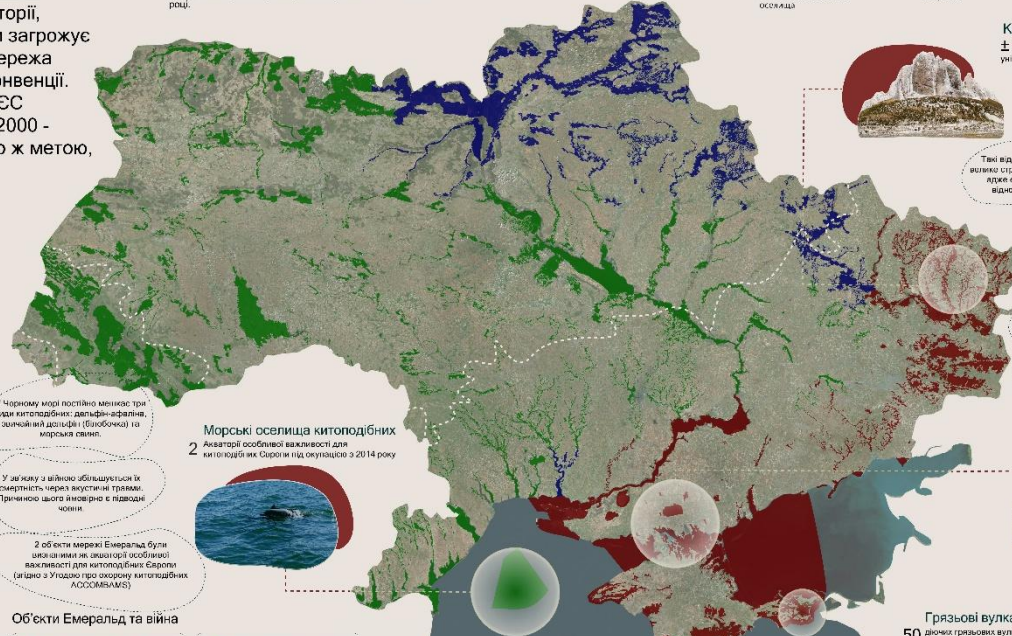 році.
оселища
торії,
и загрожує
ережа
онвенції.
ЄС
2000 -
ю ж метою,
К
±
уні
Такі від
велике стр
адже є
відно
Чорному морі постійно мешкає три
види китоподібних: дельфін-афаліна,
звичайний дельфін (білобочка) та
морська свиня.
Морські оселища китоподібних
2 Акваторії особливої важливості для
китоподібних Європи під окупацією з 2014 року
У зв'язку з війною збільшується їх
смертність через акустичні травми.
Причиною цього ймовірно є підводні
човни.
2 об'єкти мережі Емеральд були
визнаними як акваторії особливої
важливості для китоподібних Європи
(згідно з Угодою про охорону китоподібних
ACCOMBAMS)
Об'єкти Емеральд та війна
Грязьові вулка
50 діючих грязьових вул